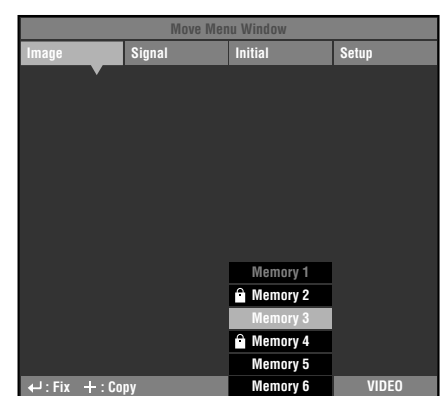 Move Menu Window
Image Signal Initial Setup
Memory 1
Memory 2
Memory 3
Memory 4
Memory 5
↵ : Fix + : Copy Memory 6 VIDEO